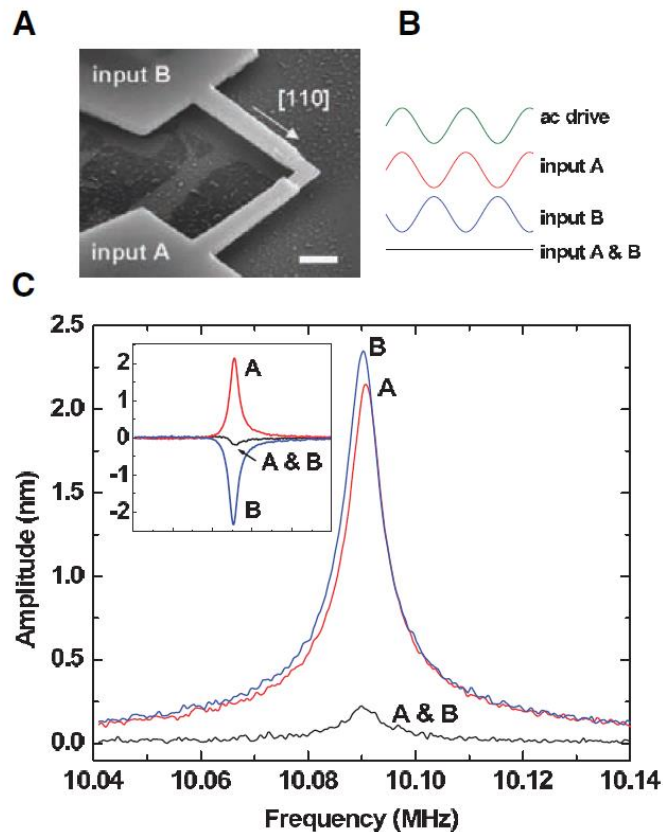 A
input B
[110]
input A
B
ac drive
input A
input B
input A & B
C
2.5
2.0
1.5
1.0
0.5
0.0
Amplitude (nm)
2
1
0
-1
-2
A
A & B
B
B
A
A & B
10.04
10.06
10.08
10.10
10.12
10.14
Frequency (MHz)